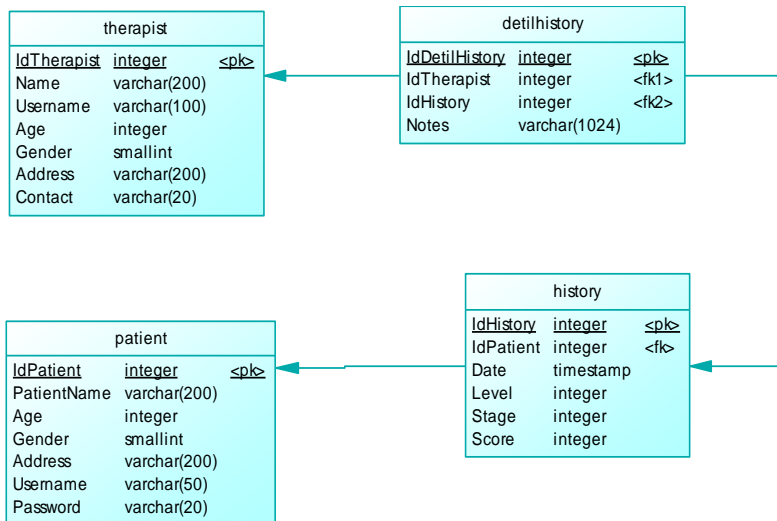 therapist
IdTherapist integer <pk>
Name varchar(200)
Username varchar(100)
Age integer
Gender smallint
Address varchar(200)
Contact varchar(20)
detilhistory
IdDetilHistory integer <pk>
IdTherapist integer <fk1>
IdHistory integer <fk2>
Notes varchar(1024)
patient
IdPatient integer <pk>
PatientName varchar(200)
Age integer
Gender smallint
Address varchar(200)
Username varchar(50)
Password varchar(20)
history
IdHistory integer <pk>
IdPatient integer <fk>
Date timestamp
Level integer
Stage integer
Score integer